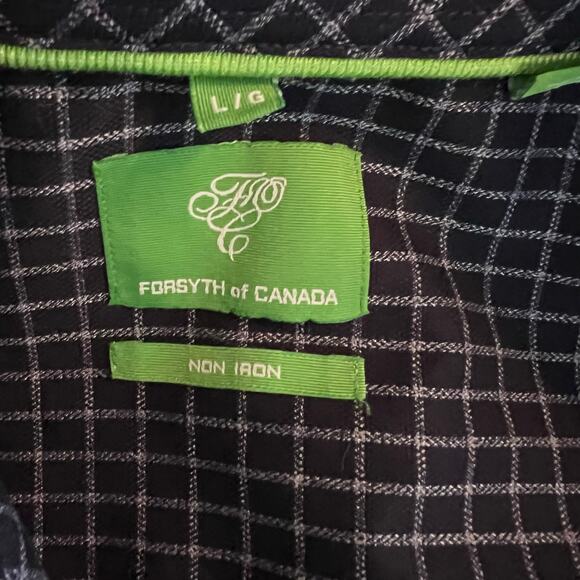 L/G
FORSYTH of CANADA
NON IRON